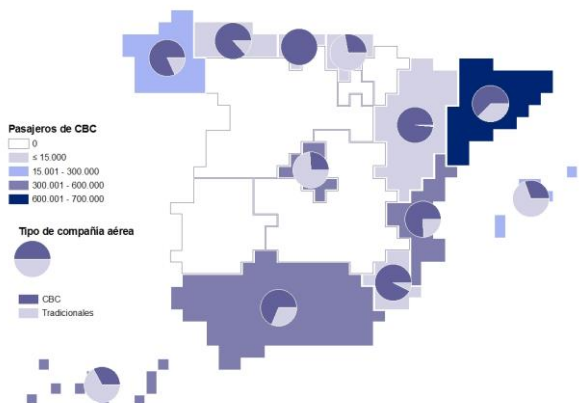 Pasajeros de CBC
0
≤ 15.000
15.001 - 300.000
300.001 - 600.000
600.001 - 700.000
Tipo de compañia aérea
CBC
Tradicionales